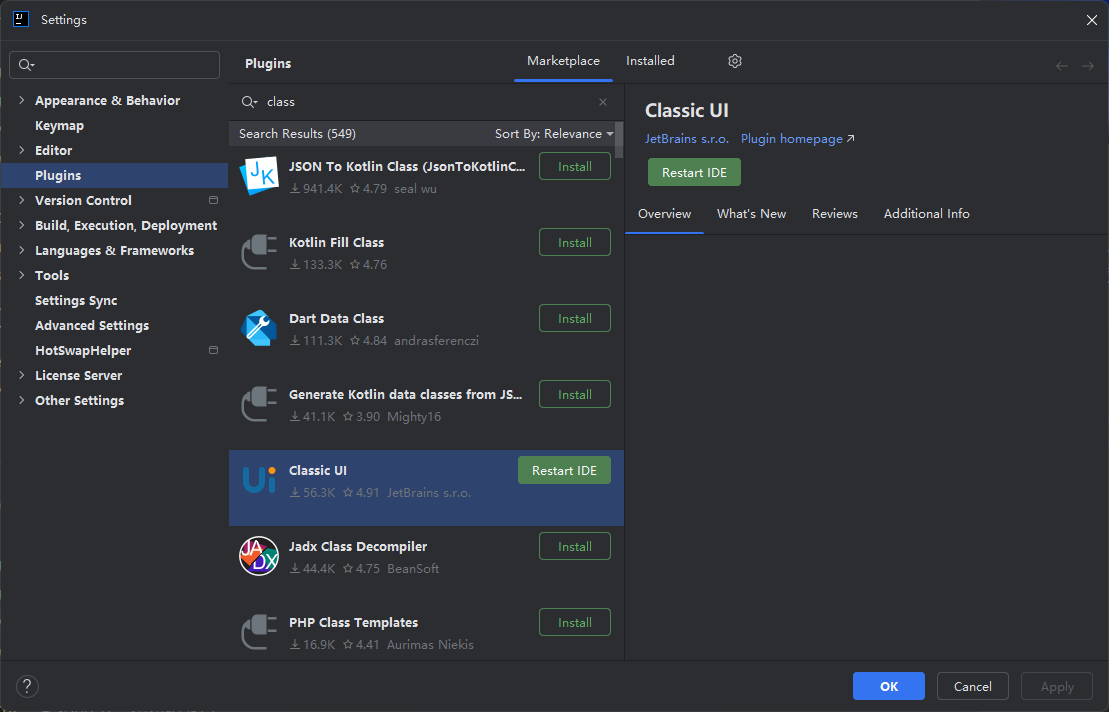 Settings
Plugins
Marketplace
Installed
Appearance & Behavior
Keymap
Editor
Plugins
Version Control
Build, Execution, Deployment
Languages & Frameworks
Tools
Settings Sync
Advanced Settings
HotSwapHelper
License Server
Other Settings
class
Search Results (549)
Sort By: Relevance
JSON To Kotlin Class (JsonToKotlinC...
941.4K 4.79 seal wu
Install
Kotlin Fill Class
133.3K 4.76
Install
Dart Data Class
111.3K 4.84 andrasferenczi
Install
Generate Kotlin data classes from JS...
41.1K 3.90 Mighty16
Install
Classic UI
56.3K 4.91 JetBrains s.r.o.
Restart IDE
Jadx Class Decompiler
44.4K 4.75 BeanSoft
Install
PHP Class Templates
16.9K 4.41 Aurimas Niekis
Install
Classic UI
JetBrains s.r.o. Plugin homepage
Restart IDE
Overview
What's New
Reviews
Additional Info
?
OK
Cancel
Apply